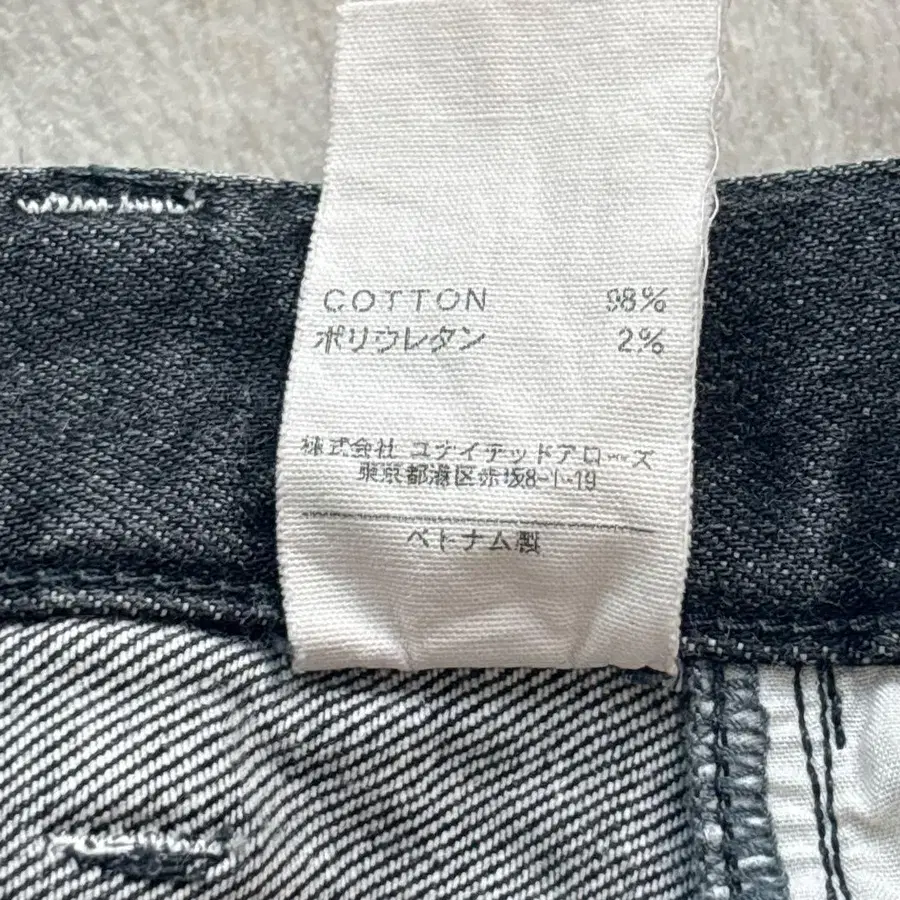 COTTON 98%
ポリウレタン 2%
株式会社 ユナイテッドアローズ
東京都港区赤坂8-1-19
ベトナム製